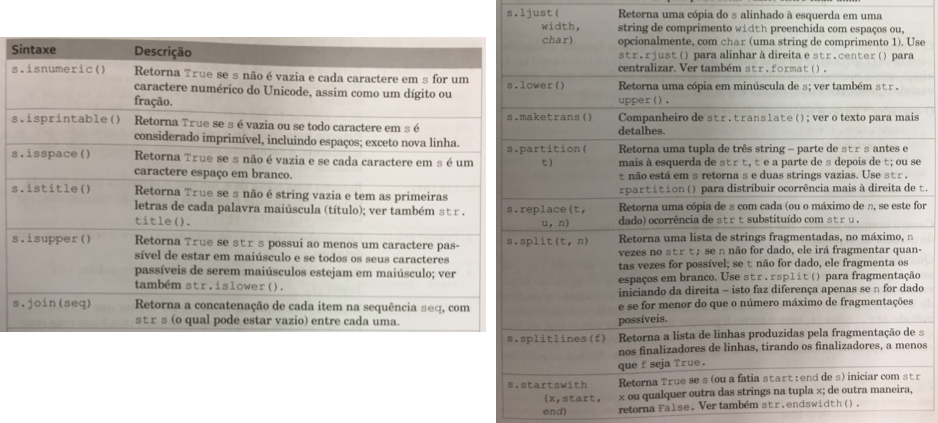 Sintaxe Descrição
s.isnumeric() Retorna True se s não é vazia e cada caractere em s for um
caractere numérico do Unicode, assim como um dígito ou
fração.
s.isprintable() Retorna True se s é vazia ou se todo caractere em s é
considerado imprimível, incluindo espaços; exceto nova linha.
s.isspace() Retorna True se s não é vazia e se cada caractere em s é um
caractere espaço em branco.
s.istitle() Retorna True se s não é string vazia e tem as primeiras
letras de cada palavra maiúscula (título); ver também str.
title().
s.isupper() Retorna True se str s possui ao menos um caractere pas-
sível de estar em maiúsculo e se todos os seus caracteres
passíveis de serem maiúsculos estejam em maiúsculo; ver
também str.islower().
s.join(seq) Retorna a concatenação de cada item na sequência seq, com
str s (o qual pode estar vazio) entre cada uma.
s.ljust( Retorna uma cópia do s alinhado à esquerda em uma
width, string de comprimento width preenchida com espaços ou,
char) opcionalmente, com char (uma string de comprimento 1). Use
str.rjust() para alinhar à direita e str.center() para
centralizar. Ver também str.format().
s.lower() Retorna uma cópia em minúscula de s; ver também str.
upper().
s.maketrans() Companheiro de str.translate(); ver o texto para mais
detalhes.
s.partition( Retorna uma tupla de três string – parte de str s antes e
t) mais à esquerda de str t, t e a parte de s depois de t; ou se
t não está em s retorna s e duas strings vazias. Use str.
rpartition() para distribuir ocorrência mais à direita de t.
s.replace(t, Retorna uma cópia de s com cada (ou o máximo de n, se este for
u, n) dado) ocorrência de str t substituído com str u.
s.split(t, n) Retorna uma lista de strings fragmentadas, no máximo, n
vezes no str t; se n não for dado, ele irá fragmentar quan-
tas vezes for possível; se t não for dado, ele fragmenta os
espaços em branco. Use str.rsplit() para fragmentação
iniciando da direita – isto faz diferença apenas se n for dado
e se for menor do que o número máximo de fragmentações
possíveis.
s.splitlines(f) Retorna a lista de linhas produzidas pela fragmentação de s
nos finalizadores de linhas, tirando os finalizadores, a menos
que f seja True.
s.startswith Retorna True se s (ou a fatia start:end de s) iniciar com str
(x,start, x ou qualquer outra das strings na tupla x; de outra maneira,
end) retorna False. Ver também str.endswidth().